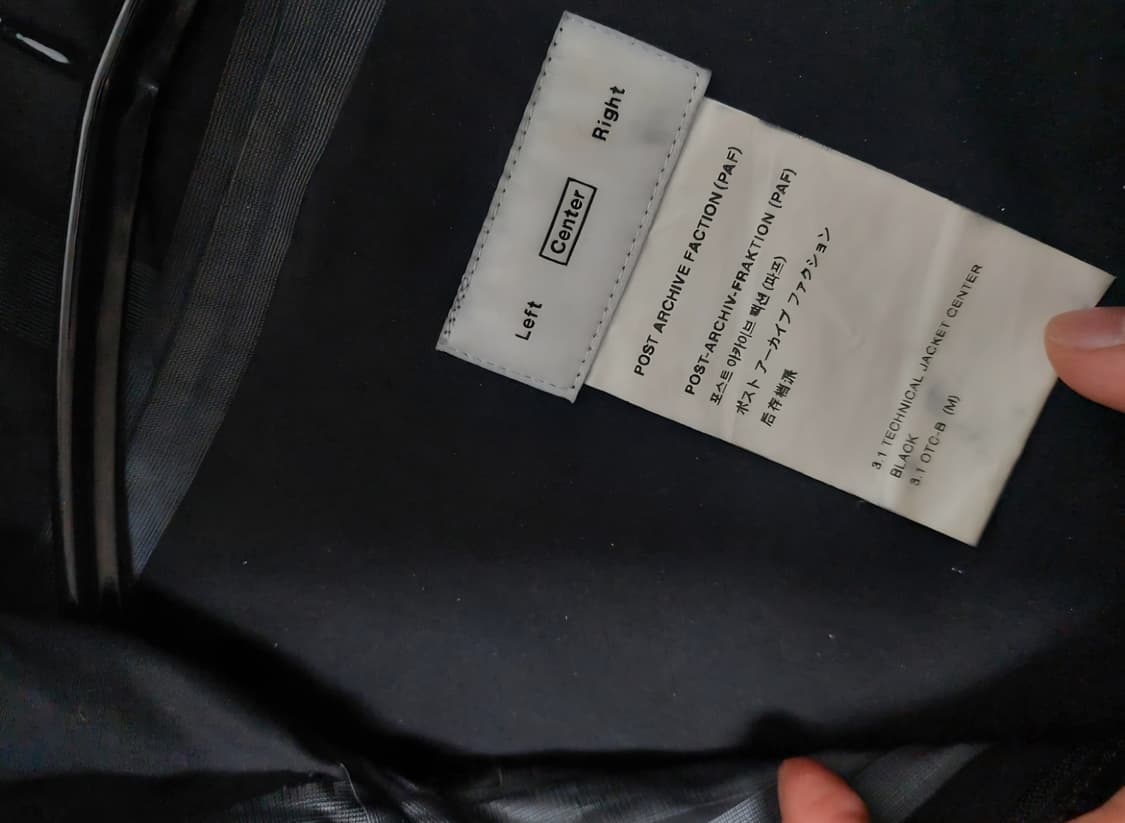 Left Center Right
POST ARCHIVE FACTION (PAF)
POST-ARCHIV-FRAKTION (PAF)
포스트 아카이브 팩션 (파프)
ポスト アーカイブ ファクション
后存档派
3.1 TECHNICAL JACKET CENTER
BLACK
3.1 OTC-B (M)